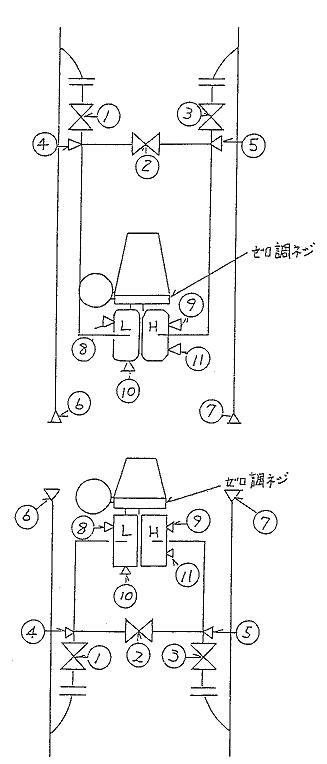 ① ③
④ ② ⑤
ゼロ調ネジ
L H ⑨
⑧ ⑪
⑩
⑥ ⑦
ゼロ調ネジ
⑥ ⑧ L H ⑨ ⑦
⑩ ⑪
④ ⑤
① ② ③